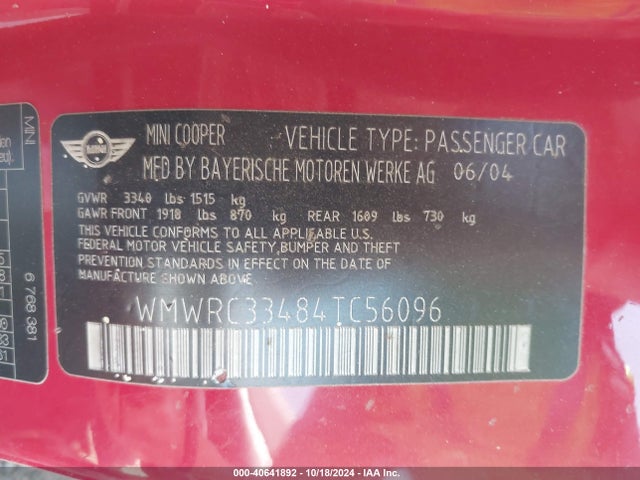 MINI
MINI COOPER VEHICLE TYPE: PASSENGER CAR
MFD BY BAYERISCHE MOTOREN WERKE AG 06/04
GVWR 3340 lbs 1515 kg
GAWR FRONT 1918 lbs 870 kg REAR 1609 lbs 730 kg
THIS VEHICLE CONFORMS TO ALL APPLICABLE U.S.
FEDERAL MOTOR VEHICLE SAFETY,BUMPER AND THEFT
PREVENTION STANDARDS IN EFFECT ON THE DATE OF
MANUFACTURE SHOWN ABOVE.
WMWRC33484TC56096
MINI
6 768 381
000-40641892 - 10/18/2024 - IAA Inc.